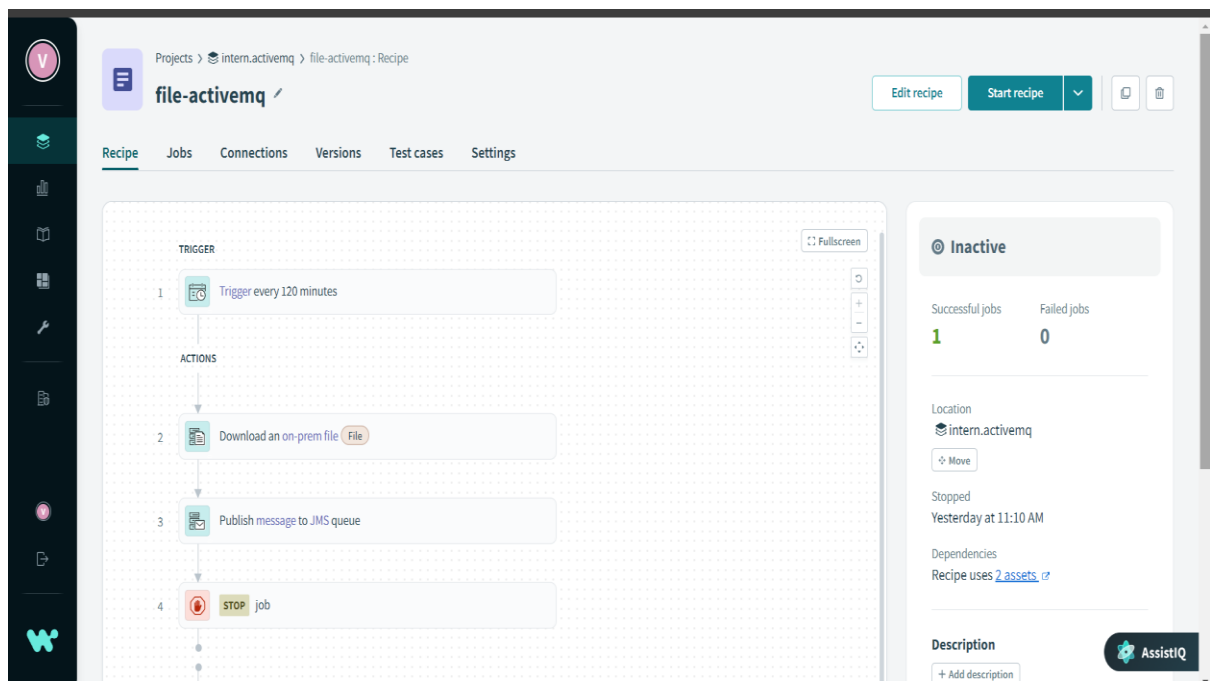 V
Projects > intern.activemq > file-activemq : Recipe
file-activemq
Edit recipe
Start recipe
Recipe Jobs Connections Versions Test cases Settings
Fullscreen
TRIGGER
1 Trigger every 120 minutes
ACTIONS
2 Download an on-prem file File
3 Publish message to JMS queue
4 STOP job
Inactive
Successful jobs Failed jobs
1 0
Location
intern.activemq
Move
Stopped
Yesterday at 11:10 AM
Dependencies
Recipe uses 2 assets
Description
+ Add description
AssistIQ
V